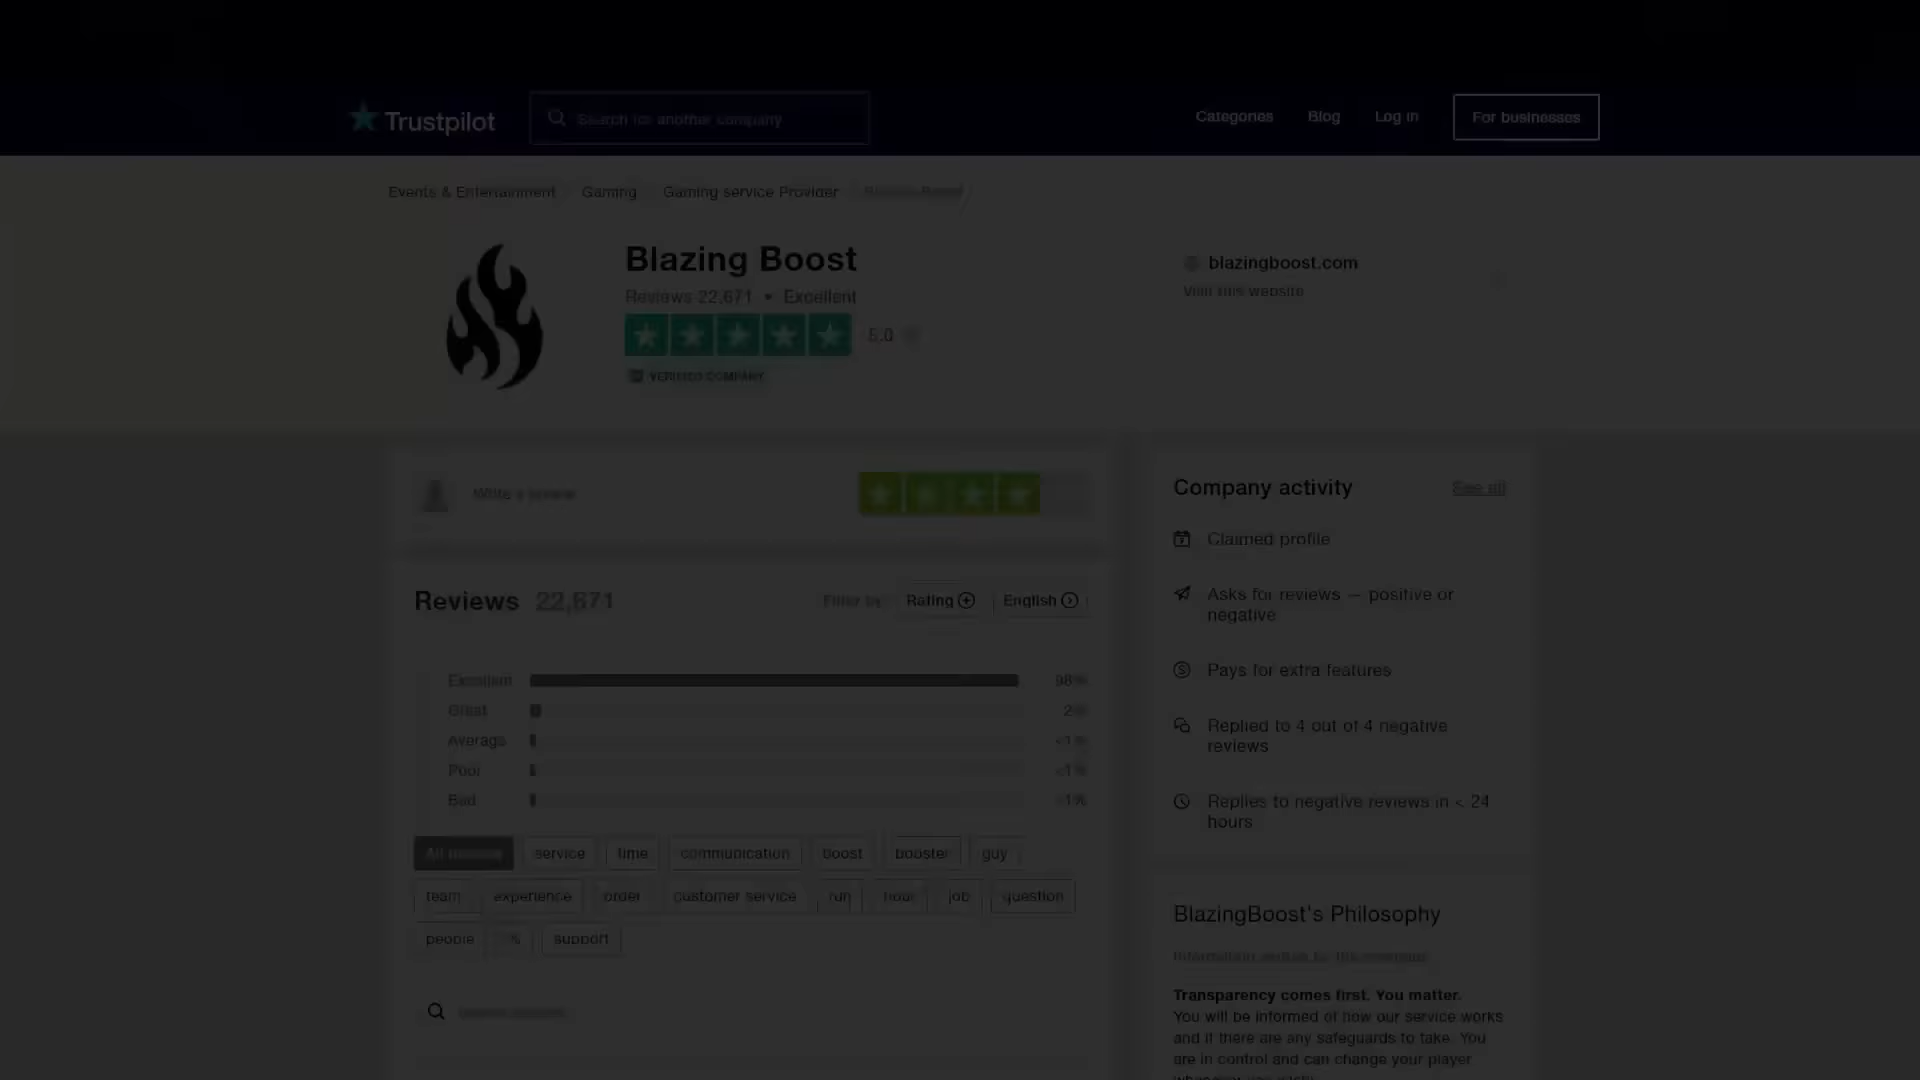 Trustpilot
Search for another company
Categories
Blog
Log in
For businesses
Events & Entertainment
Gaming
Gaming service Provider
Blazing Boost
Blazing Boost
Reviews 22,671 • Excellent
5.0
VERIFIED COMPANY
blazingboost.com
Visit this website
Write a review
Reviews 22,671
Filter by:
Rating
English
Excellent 98%
Great 2%
Average <1%
Poor <1%
Bad <1%
All reviews
service
time
communication
boost
booster
guy
team
experience
order
customer service
run
hour
job
question
people
support
Company activity
See all
Claimed profile
Asks for reviews — positive or
negative
Pays for extra features
Replied to 4 out of 4 negative
reviews
Replies to negative reviews in < 24
hours
BlazingBoost's Philosophy
Information written by the company
Transparency comes first. You matter.
You will be informed of how our service works
and if there are any safeguards to take. You
are in control and can change your player